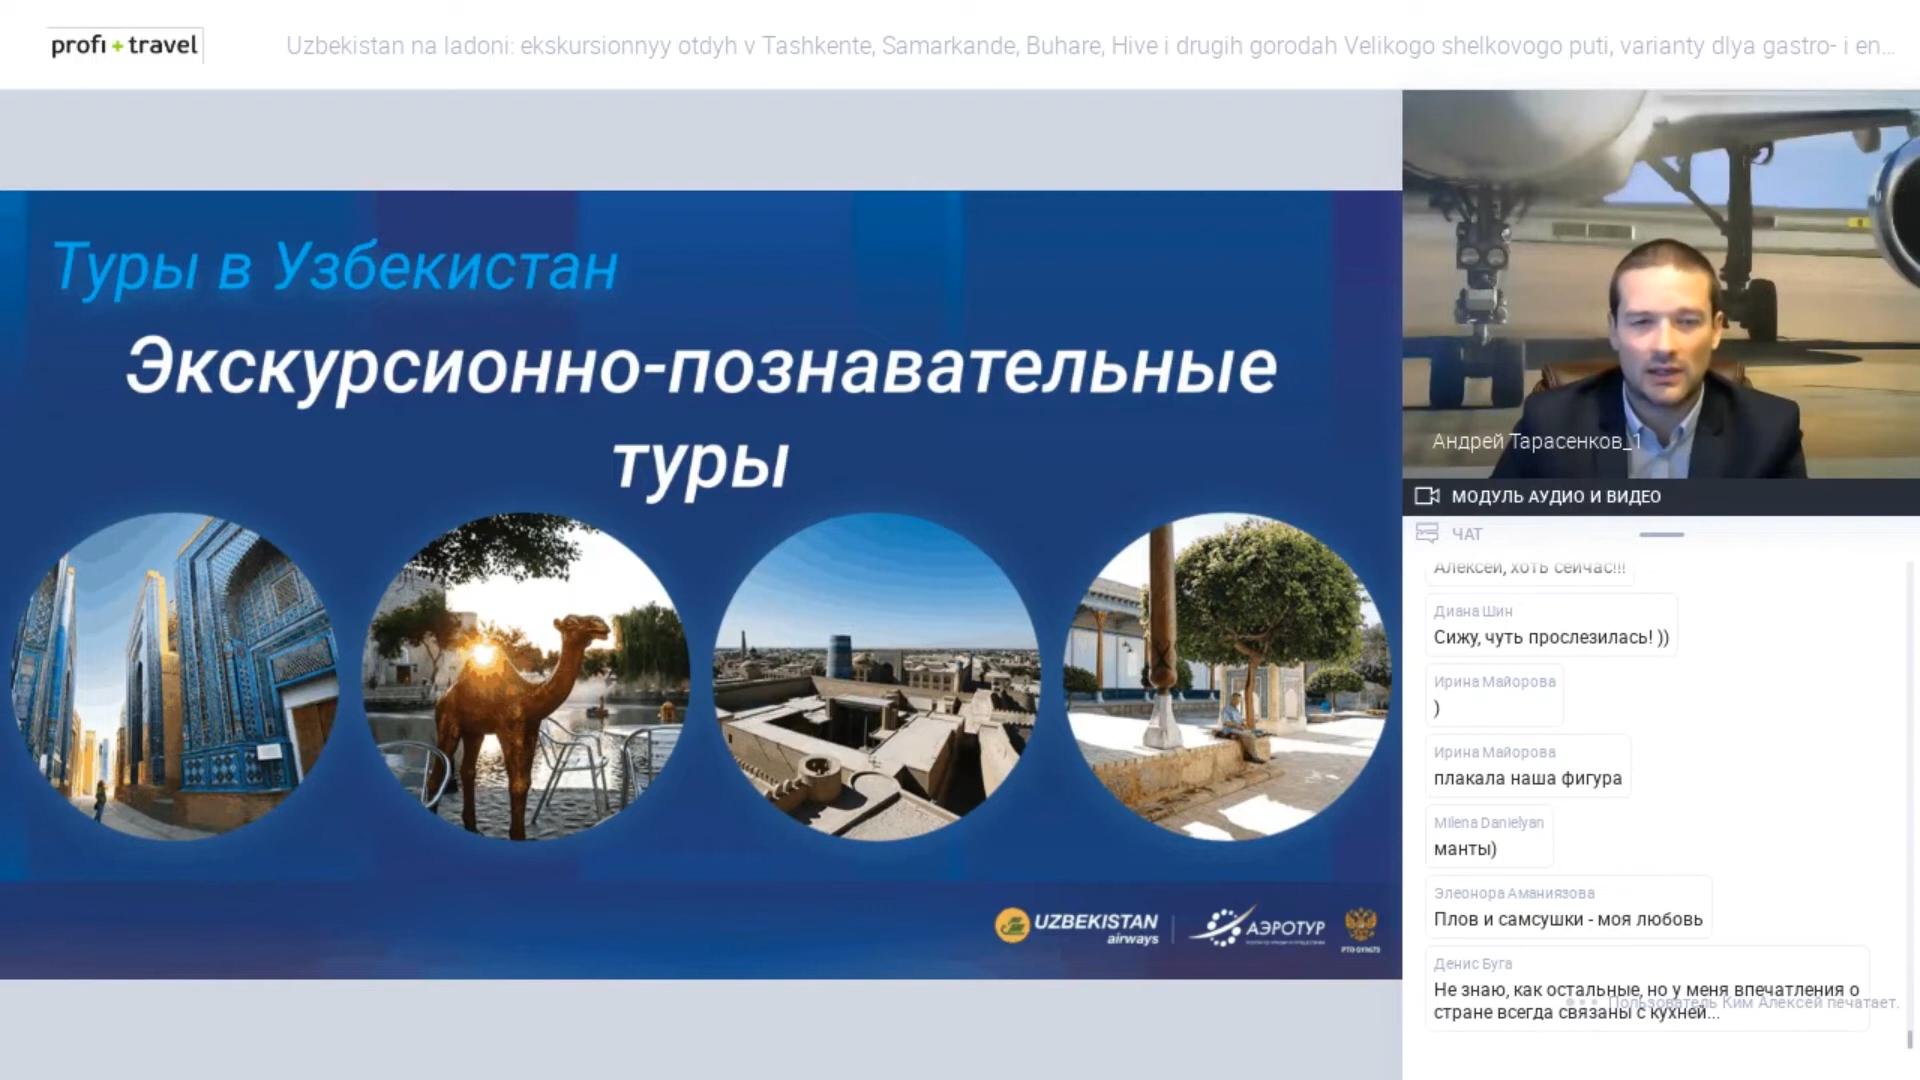 profi + travel
Uzbekistan na ladoni: ekskursionnyy otdyh v Tashkente, Samarkande, Buhare, Hive i drugih gorodah Velikogo shelkovogo puti, varianty dlya gastro- i en...
Туры в Узбекистан
Экскурсионно-познавательные
туры
UZBEKISTAN
airways
АЭРОТУР
Андрей Тарасенков_1
МОДУЛЬ АУДИО И ВИДЕО
ЧАТ
Алексей, хоть сейчас!!!
Диана Шин
Сижу, чуть прослезилась! ))
Ирина Майорова
)
Ирина Майорова
плакала наша фигура
Milena Danielyan
манты)
Элеонора Аманиязова
Плов и самсушки - моя любовь
Денис Буга
Не знаю, как остальные, но у меня впечатления о
стране всегда связаны с кухней...
Пользователь Ким Алексей печатает.